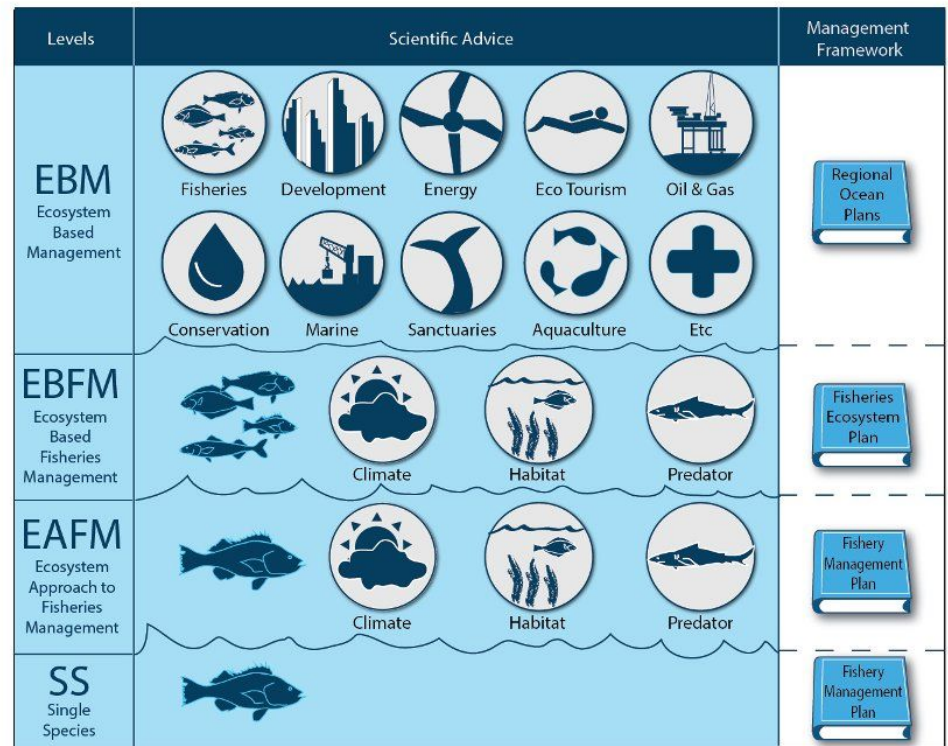 Levels
Scientific Advice
Management
Framework
EBM
Ecosystem
Based
Management
Fisheries
Development
Energy
Eco Tourism
Oil & Gas
Conservation
Marine
Sanctuaries
Aquaculture
Etc
Regional
Ocean
Plans
EBFM
Ecosystem
Based
Fisheries
Management
Climate
Habitat
Predator
Fisheries
Ecosystem
Plan
EAFM
Ecosystem
Approach to
Fisheries
Management
Climate
Habitat
Predator
Fishery
Management
Plan
SS
Single
Species
Fishery
Management
Plan